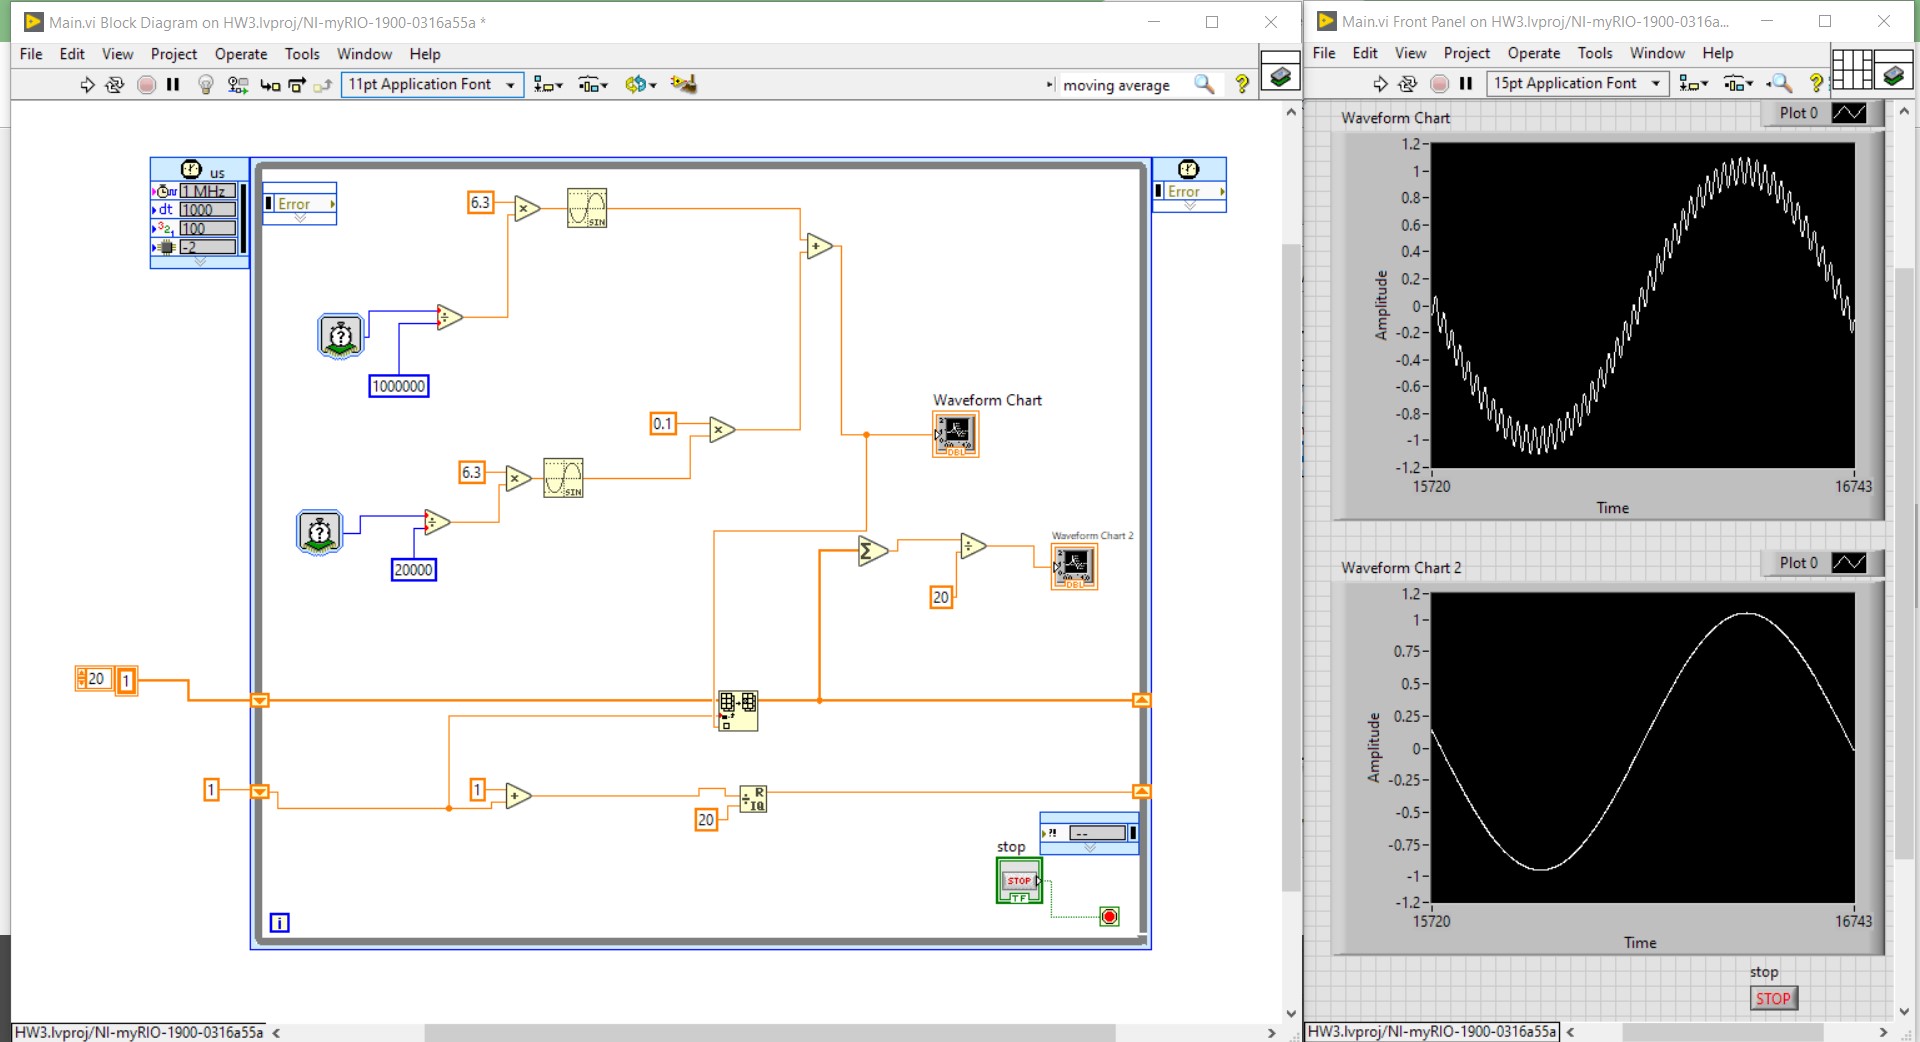 Main.vi Block Diagram on HW3.lvproj/NI-myRIO-1900-0316a55a *
File Edit View Project Operate Tools Window Help
11pt Application Font
moving average
us
1 MHz
dt 1000
100
-2
Error
6.3
SIN
1000000
0.1
6.3
SIN
20000
Waveform Chart
DBL
Waveform Chart 2
DBL
20
20 1
1
1
R
IQ
20
--
stop
STOP
TF
i
Error
HW3.lvproj/NI-myRIO-1900-0316a55a
Main.vi Front Panel on HW3.lvproj/NI-myRIO-1900-0316a...
File Edit View Project Operate Tools Window Help
15pt Application Font
Waveform Chart
Plot 0
1.2
1
0.8
0.6
0.4
0.2
0
-0.2
-0.4
-0.6
-0.8
-1
-1.2
Amplitude
15720 16743
Time
Waveform Chart 2
Plot 0
1.2
1
0.75
0.5
0.25
0
-0.25
-0.5
-0.75
-1
-1.2
Amplitude
15720 16743
Time
stop
STOP
HW3.lvproj/NI-myRIO-1900-0316a55a